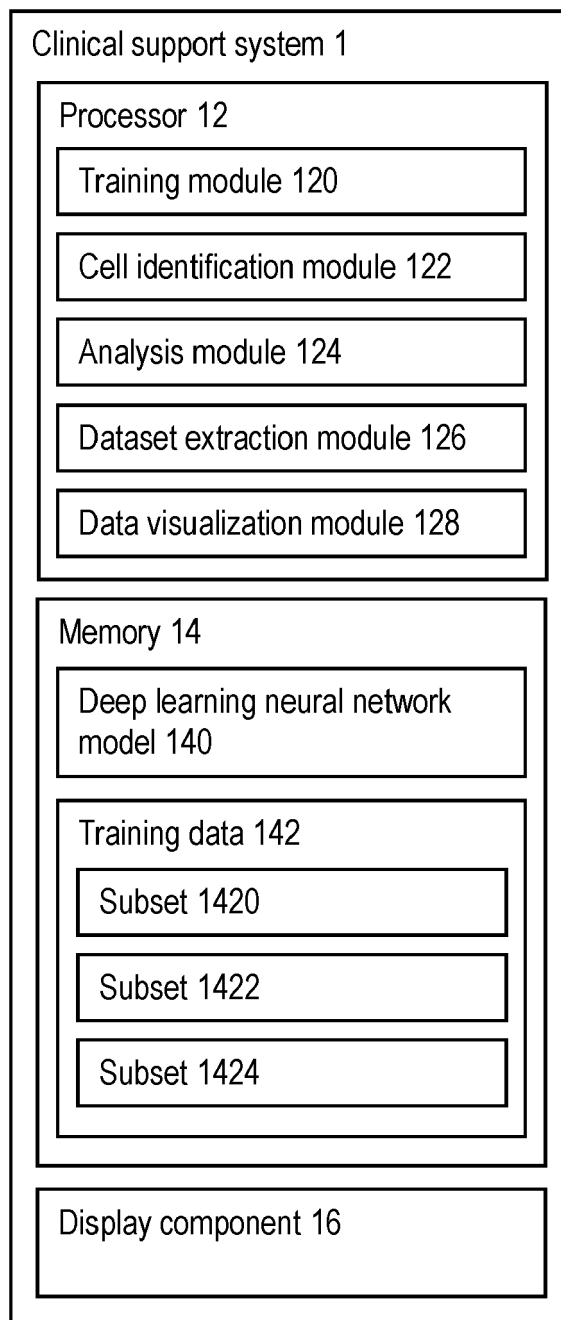 Clinical support system 1
Processor 12
Training module 120
Cell identification module 122
Analysis module 124
Dataset extraction module 126
Data visualization module 128
Memory 14
Deep learning neural network
model 140
Training data 142
Subset 1420
Subset 1422
Subset 1424
Display component 16